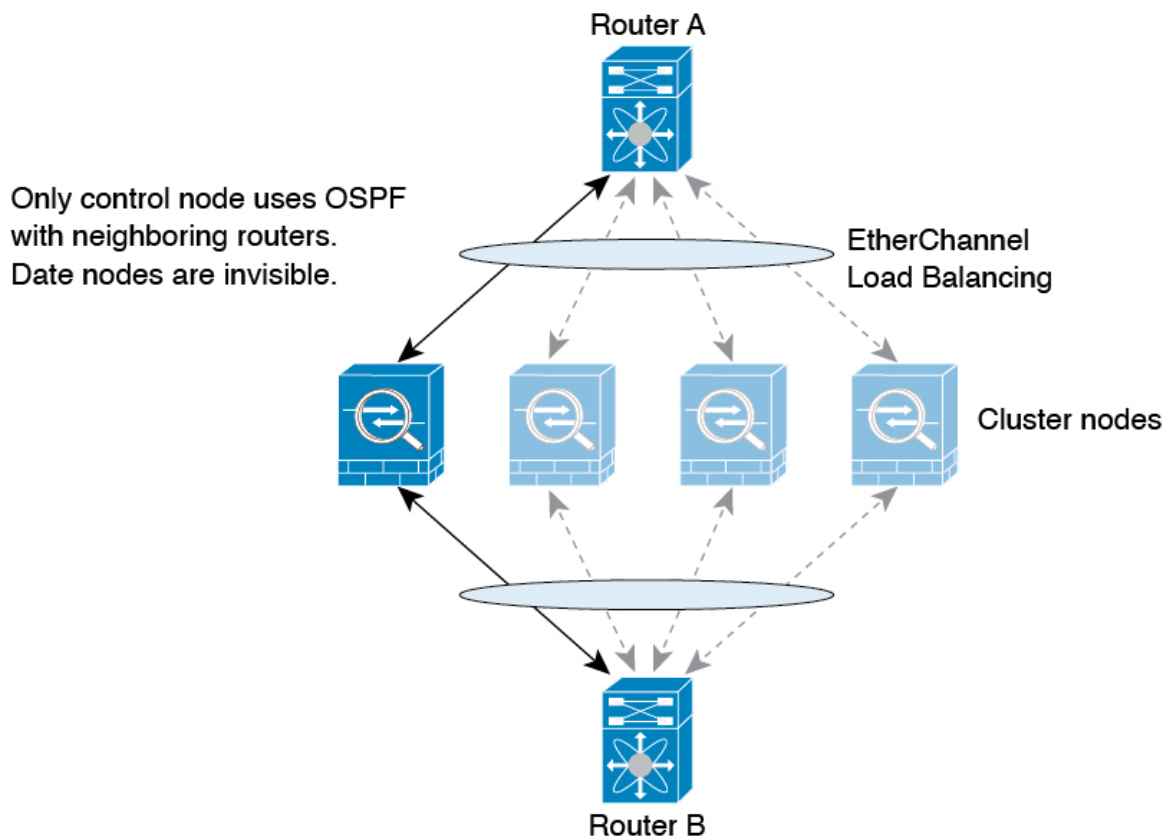 Router A
Only control node uses OSPF
with neighboring routers.
Date nodes are invisible.
EtherChannel
Load Balancing
Cluster nodes
Router B